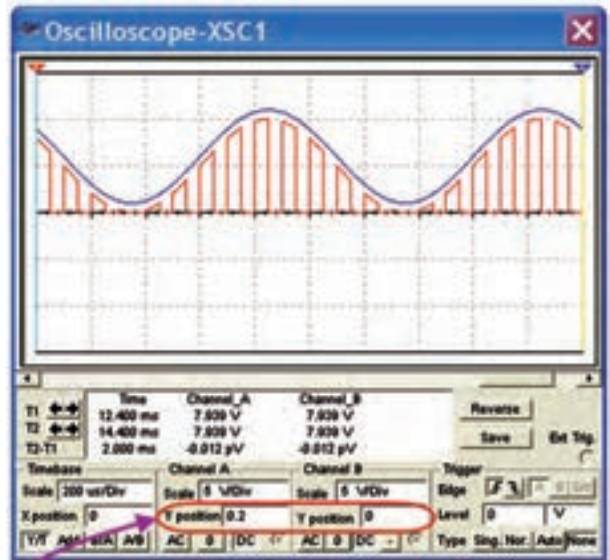 Oscilloscope-XSC1
Time Channel_A Channel_B
T1 12.400 ms 7.939 V 7.939 V
T2 14.400 ms 7.939 V 7.939 V
T2-T1 2.000 ms -0.012 pV -0.012 pV
Reverse
Save
Ext Trig.
Timebase Channel A Channel B Trigger
Scale 200 us/Div Scale 5 V/Div Scale 5 V/Div Edge
X position 0 Y position 0.2 Y position 0 Level 0 V
Y/T Add B/A A/B AC 0 DC AC 0 DC - Type Sing. Nor. Auto None